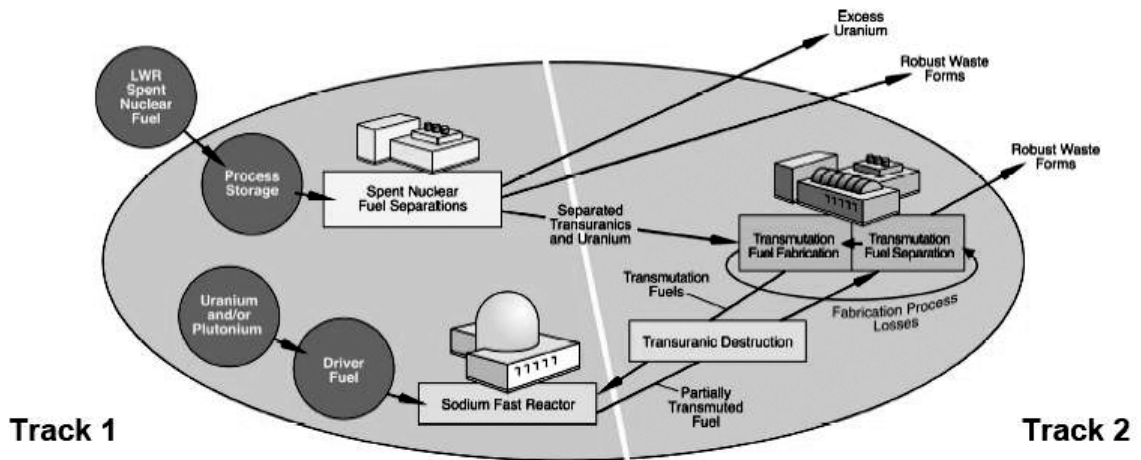 Excess
Uranium
LWR
Spent
Nuclear
Fuel
Robust Waste
Forms
Process
Storage
Spent Nuclear
Fuel Separations
Robust Waste
Forms
Separated
Transuranics
and Uranium
Transmutation
Fuel Fabrication
Transmutation
Fuel Separation
Transmutation
Fuels
Fabrication Process
Losses
Uranium
and/or
Plutonium
Transuranic Destruction
Driver
Fuel
Sodium Fast Reactor
Partially
Transmuted
Fuel
Track 1
Track 2